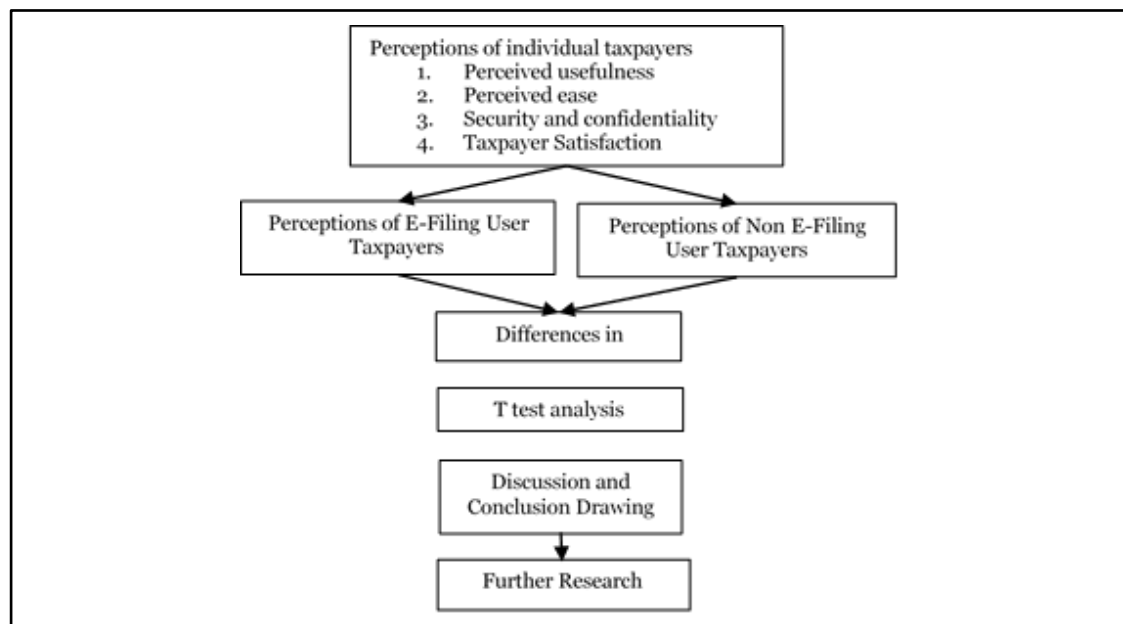 Perceptions of individual taxpayers
1. Perceived usefulness
2. Perceived ease
3. Security and confidentiality
4. Taxpayer Satisfaction
Perceptions of E-Filing User
Taxpayers
Perceptions of Non E-Filing
User Taxpayers
Differences in
T test analysis
Discussion and
Conclusion Drawing
Further Research